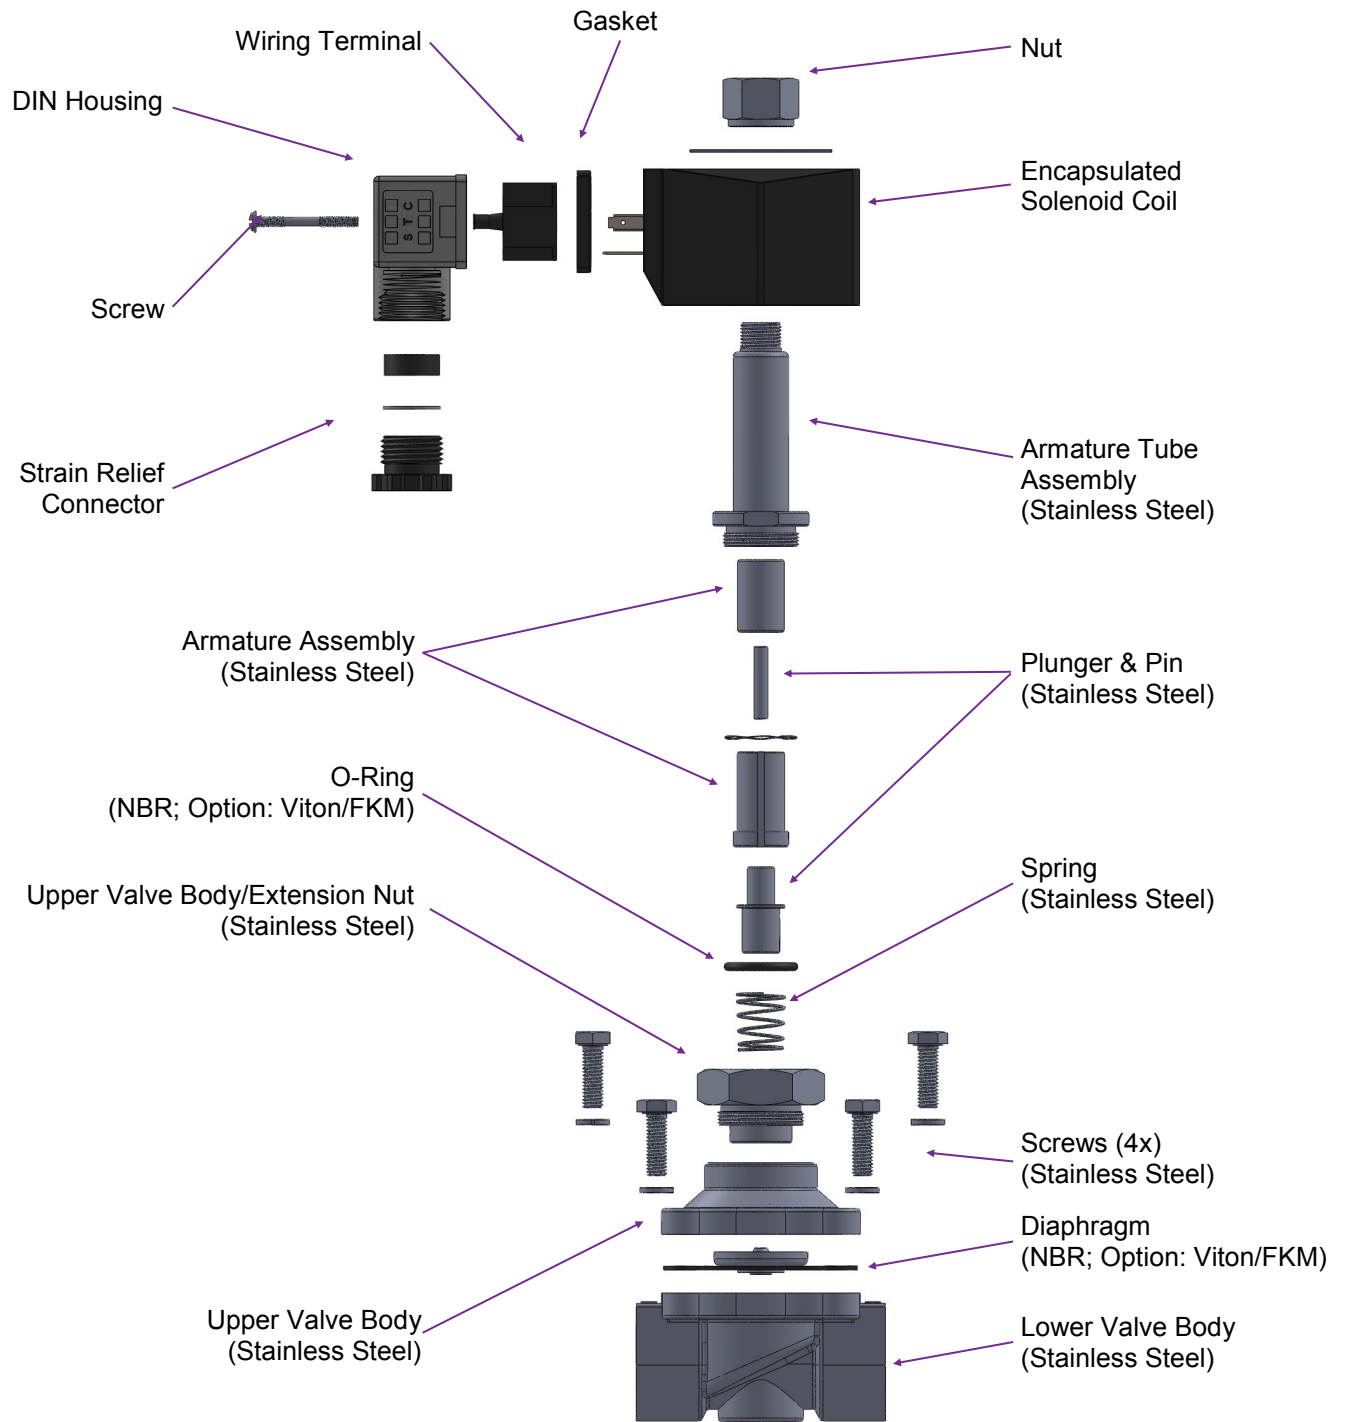 Gasket
Wiring Terminal
Nut
DIN Housing
Encapsulated
Solenoid Coil
S T C
Screw
Strain Relief
Connector
Armature Tube
Assembly
(Stainless Steel)
Armature Assembly
(Stainless Steel)
Plunger & Pin
(Stainless Steel)
O-Ring
(NBR; Option: Viton/FKM)
Upper Valve Body/Extension Nut
(Stainless Steel)
Spring
(Stainless Steel)
Screws (4x)
(Stainless Steel)
Diaphragm
(NBR; Option: Viton/FKM)
Upper Valve Body
(Stainless Steel)
Lower Valve Body
(Stainless Steel)